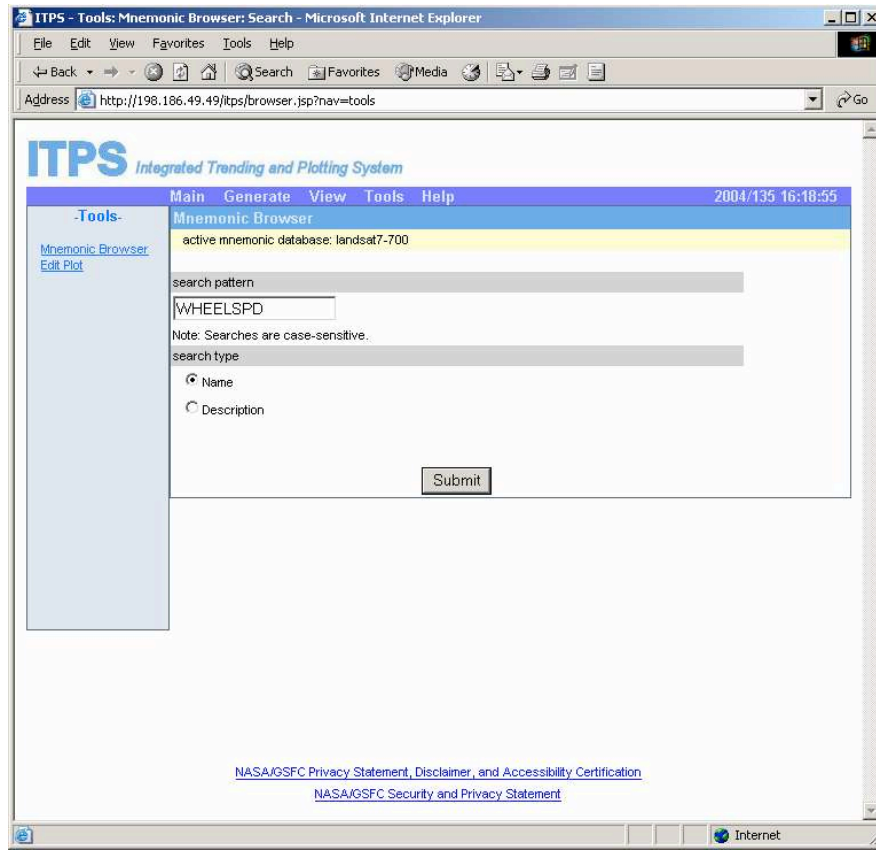 ITPS - Tools: Mnemonic Browser: Search - Microsoft Internet Explorer
File Edit View Favorites Tools Help
Back Search Favorites Media
Address http://198.186.49.49/itps/browser.jsp?nav=tools Go
ITPS Integrated Trending and Plotting System
Main Generate View Tools Help 2004/135 16:18:55
-Tools-
Mnemonic Browser
Edit Plot
Mnemonic Browser
active mnemonic database: landsat7-700
search pattern
WHEELSPD
Note: Searches are case-sensitive.
search type
Name
Description
Submit
NASA/GSFC Privacy Statement, Disclaimer, and Accessibility Certification
NASA/GSFC Security and Privacy Statement
Internet